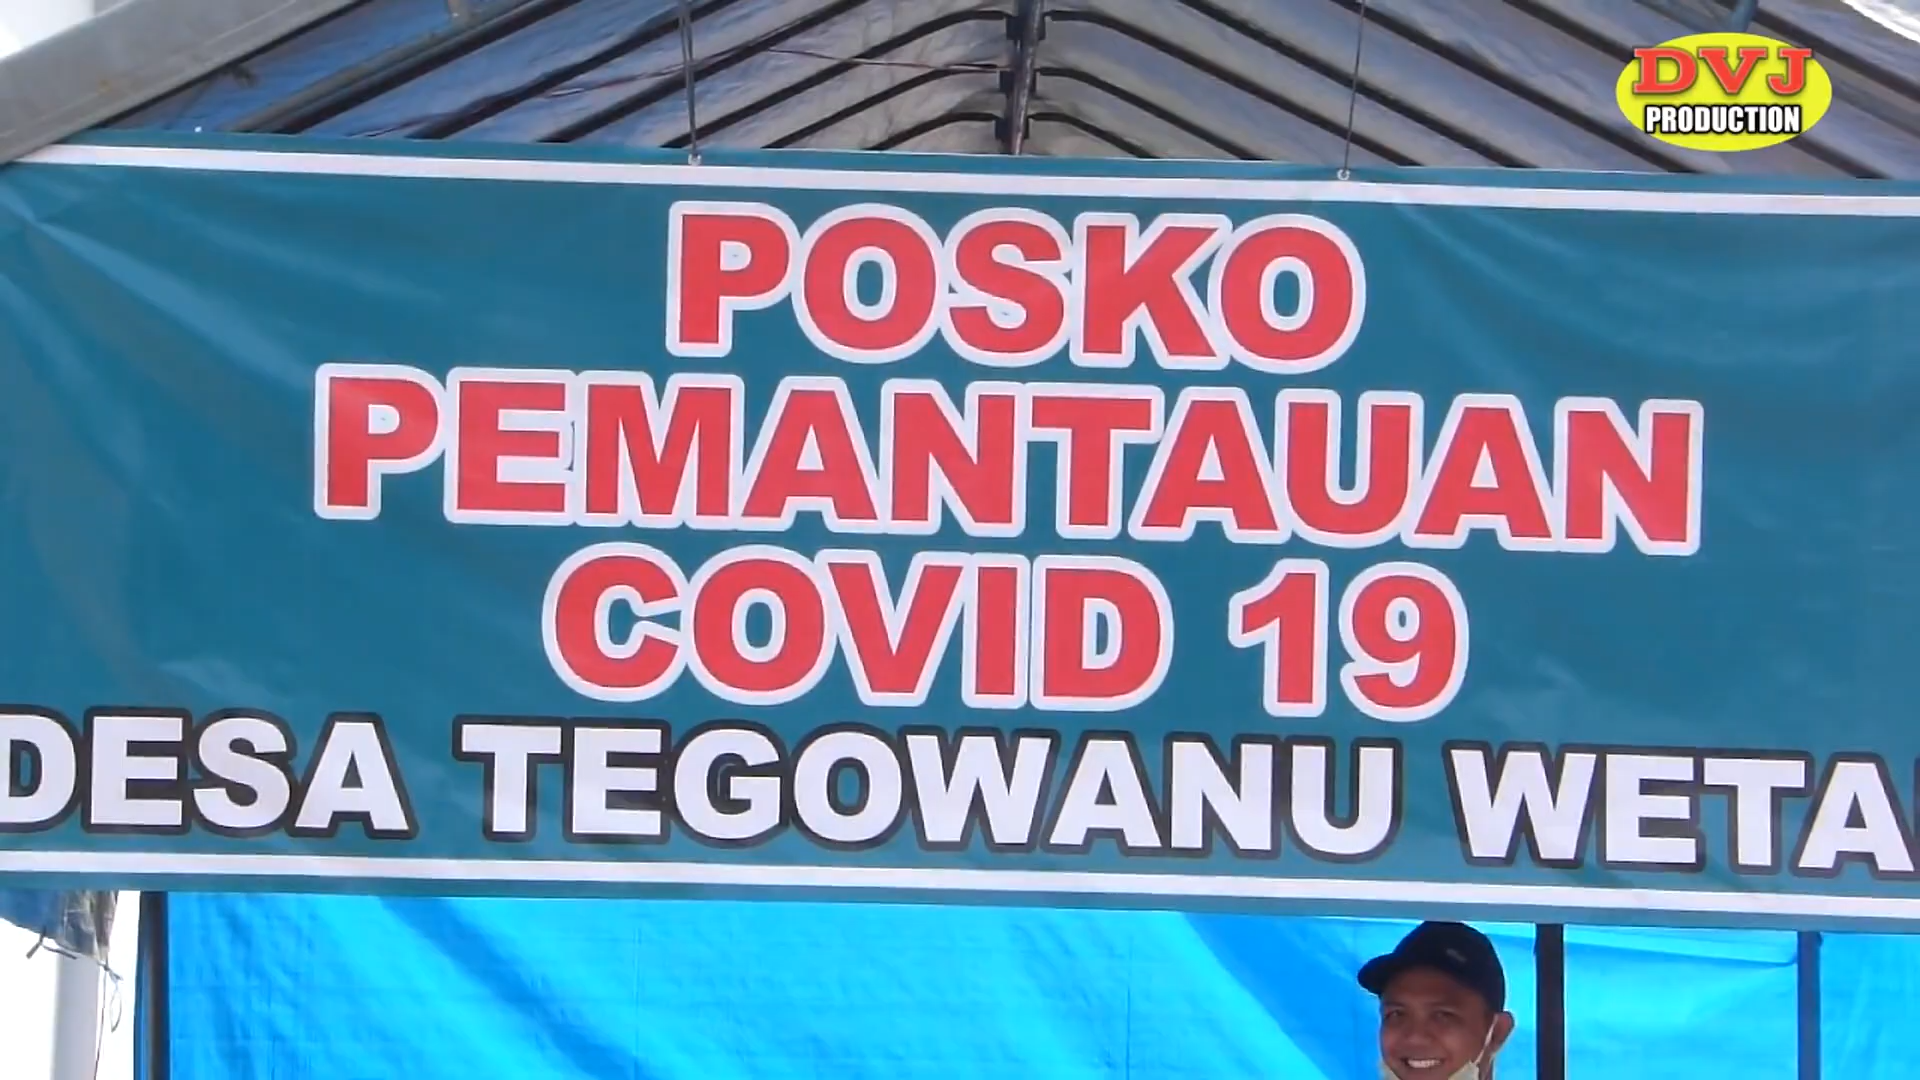 DVJ
PRODUCTION
POSKO
PEMANTAUAN
COVID 19
DESA TEGOWANU